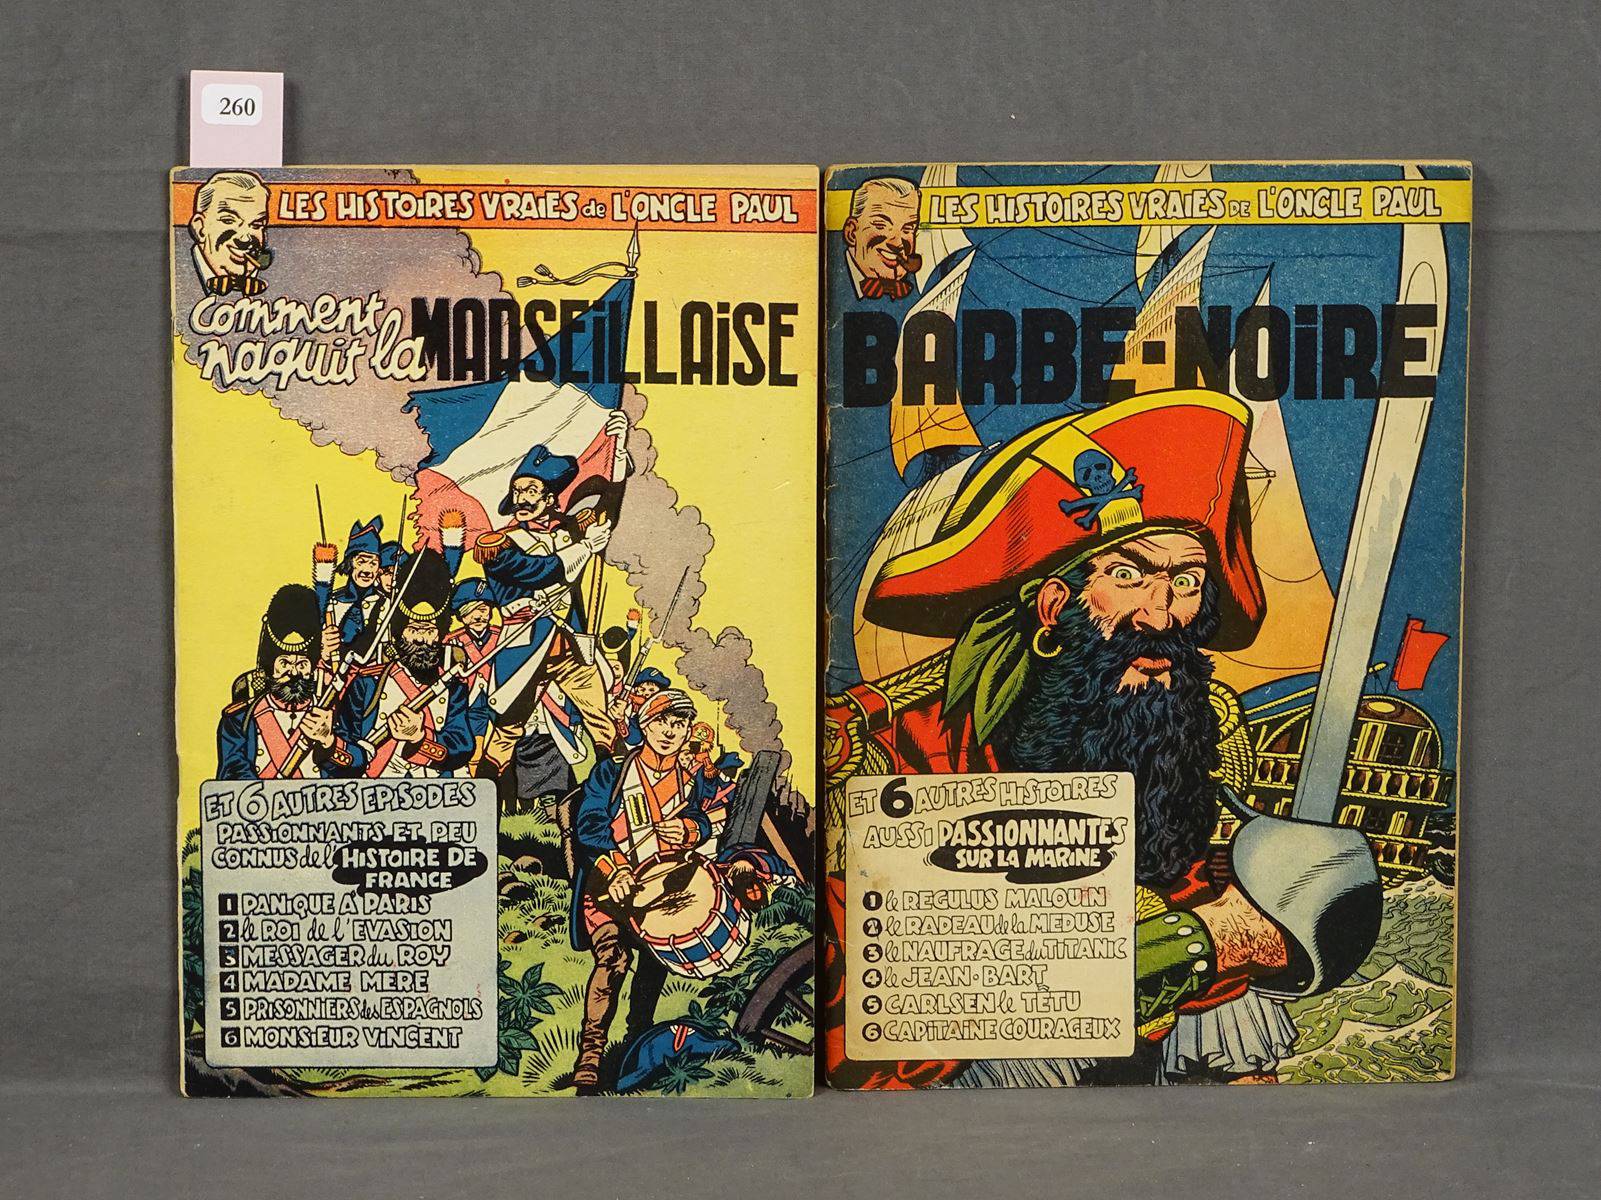 260
LES HISTOIRES VRAIES de L'ONCLE PAUL
comment
naquit la MARSEILLAISE
ET 6 AUTRES EPISODES
PASSIONNANTS ET PEU
CONNUS de l' HISTOIRE DE
FRANCE
1 PANIQUE A PARIS
2 le ROI de l'EVASION
3 MESSAGER du ROY
4 MADAME MERE
5 PRISONNIERS des ESPAGNOLS
6 MONSIEUR VINCENT
LES HISTOIRES VRAIES DE L'ONCLE PAUL
BARBE-NOIRE
ET 6 AUTRES HISTOIRES
AUSSI PASSIONNANTES
SUR LA MARINE
1 le REGULUS MALOUIN
2 le RADEAU de la MEDUSE
3 le NAUFRAGE du TITANIC
4 le JEAN-BART
5 CARLSEN le TÊTU
6 CAPITAINE COURAGEUX